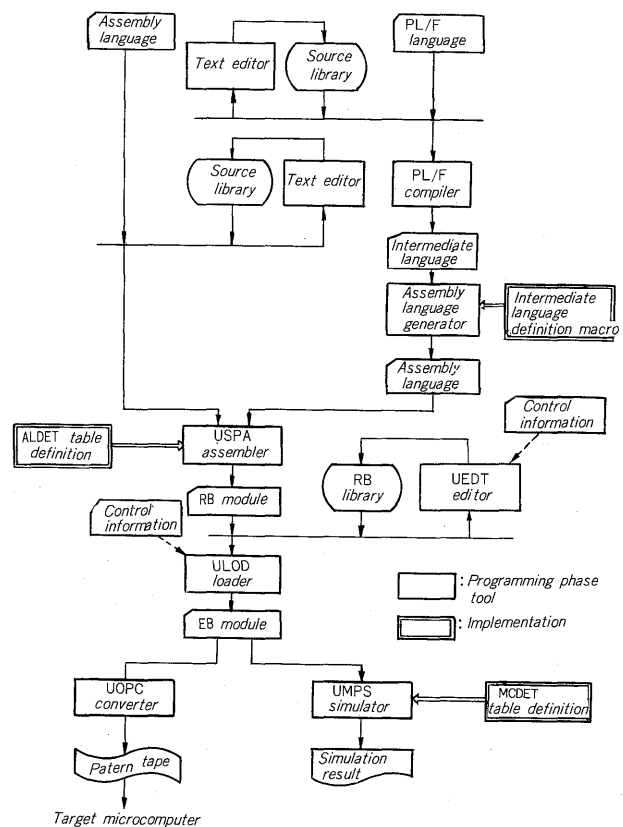 Assembly
language
Text editor
Source
library
PL/F
language
Source
library
Text editor
PL/F
compiler
Intermediate
language
Assembly
language
generator
Intermediate
language
definition macro
Assembly
language
Control
information
ALDET table
definition
USPA
assembler
RB
library
UEDT
editor
RB module
Control
information
ULOD
loader
: Programming phase
tool
EB module
: Implementation
UOPC
converter
UMPS
simulator
MCDET
table definition
Patern tape
Simulation
result
Target microcomputer